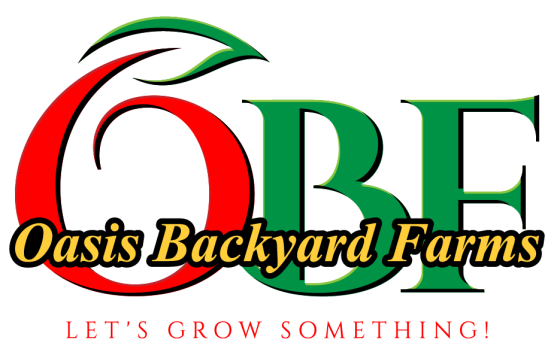 OBF
Oasis Backyard Farms
LET'S GROW SOMETHING!